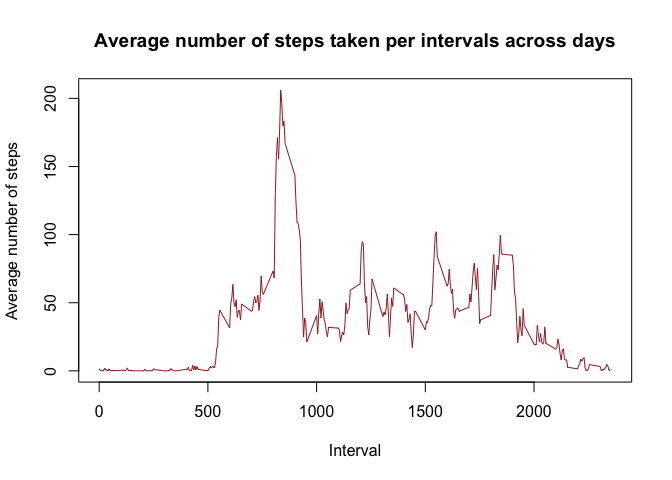 Average number of steps taken per intervals across days
Average number of steps
200
150
100
50
0
0 500 1000 1500 2000
Interval